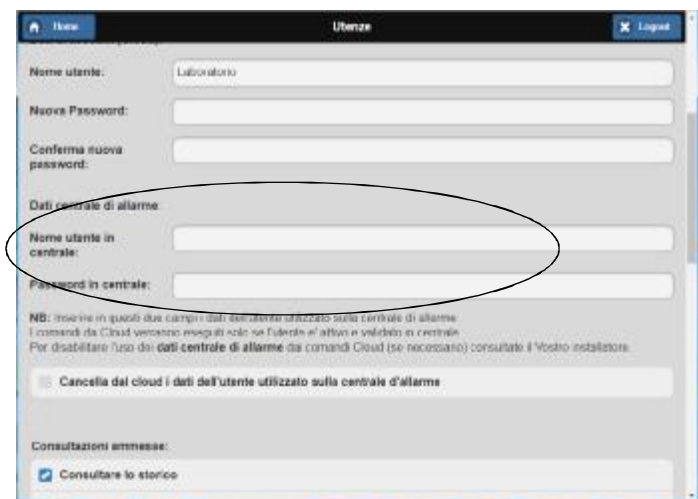 Home
Utenze
Logout
Nome utente:
Laboratorio
Nuova Password:
Conferma nuova
password:
Dati centrale di allarme
Nome utente in
centrale:
Password in centrale:
NB: Inserire in questi due campi i dati dell'utente utilizzato sulla centrale di allarme
I comandi da Cloud verranno eseguiti solo se l'utente e' attivo e validato in centrale
Per disabilitare l'uso dei dati centrale di allarme dai comandi Cloud (se necessario) consultate il Vostro installatore
Cancella dal cloud i dati dell'utente utilizzato sulla centrale d'allarme
Consultazioni ammesse:
Consultare lo storico